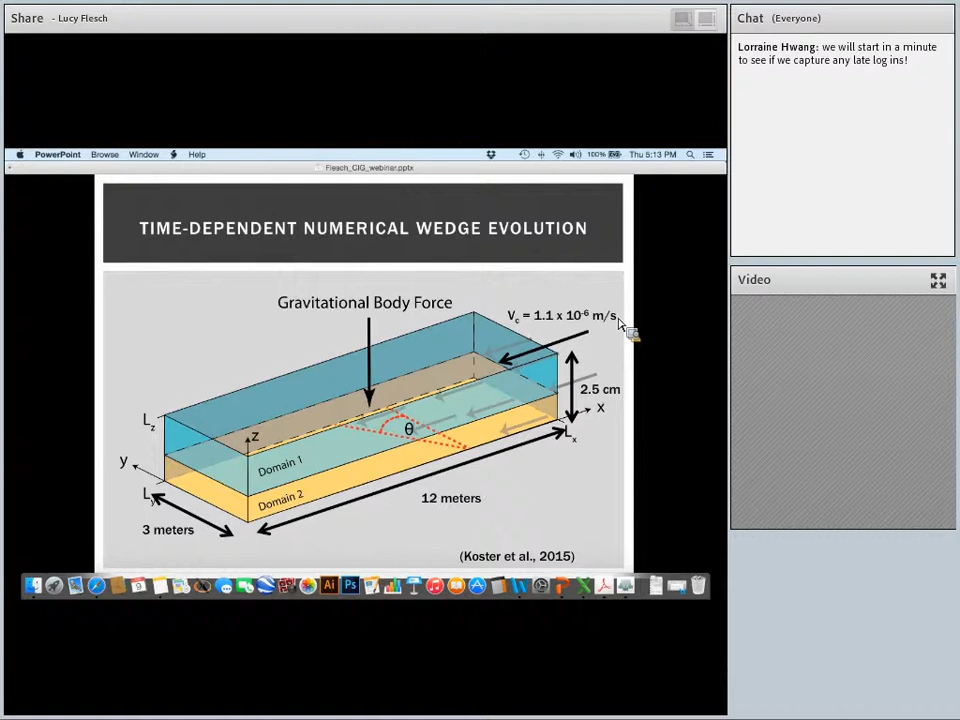 Share - Lucy Flesch
Chat (Everyone)
Lorraine Hwang: we will start in a minute
to see if we capture any late log ins!
Video
PowerPoint Browse Window Help
100% Thu 5:13 PM
Flesch_CIG_webinar.pptx
TIME-DEPENDENT NUMERICAL WEDGE EVOLUTION
Gravitational Body Force
Vc = 1.1 x 10-6 m/s
2.5 cm
x
Lx
Lz
z
θ
y
Domain 1
Domain 2
Ly
12 meters
3 meters
(Koster et al., 2015)
Ai Ps